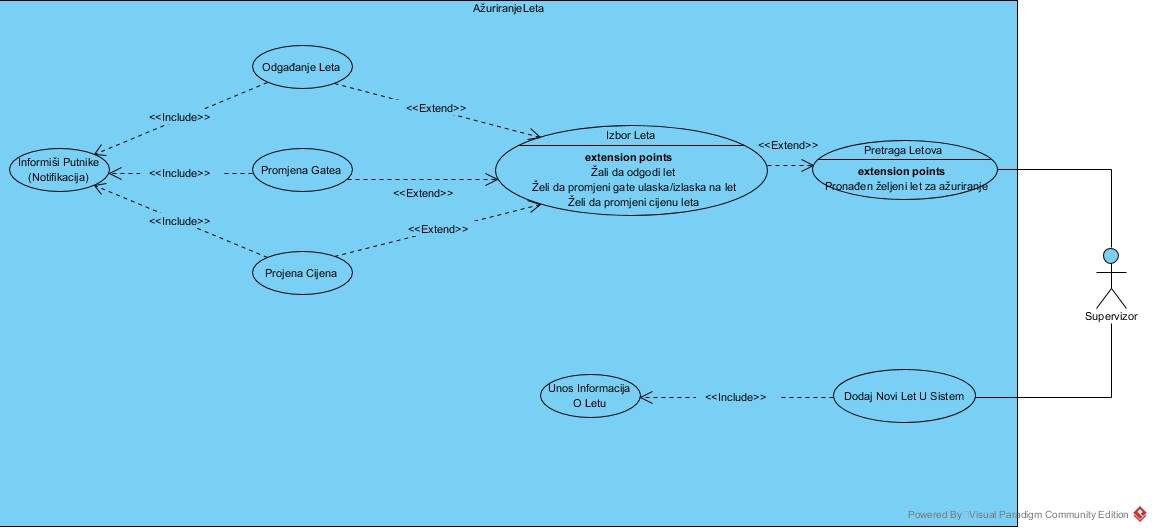 AžuriranjeLeta
Odgađanje Leta
<<Include>>
<<Extend>>
Izbor Leta
extension points
Žali da odgodi let
Želi da promjeni gate ulaska/izlaska na let
Želi da promjeni cijenu leta
<<Extend>>
Pretraga Letova
extension points
Pronađen željeni let za ažuriranje
Informiši Putnike
(Notifikacija)
<<Include>>
Promjena Gatea
<<Extend>>
<<Include>>
<<Extend>>
Projena Cijena
Supervizor
Unos Informacija
O Letu
<<Include>>
Dodaj Novi Let U Sistem
Powered By Visual Paradigm Community Edition